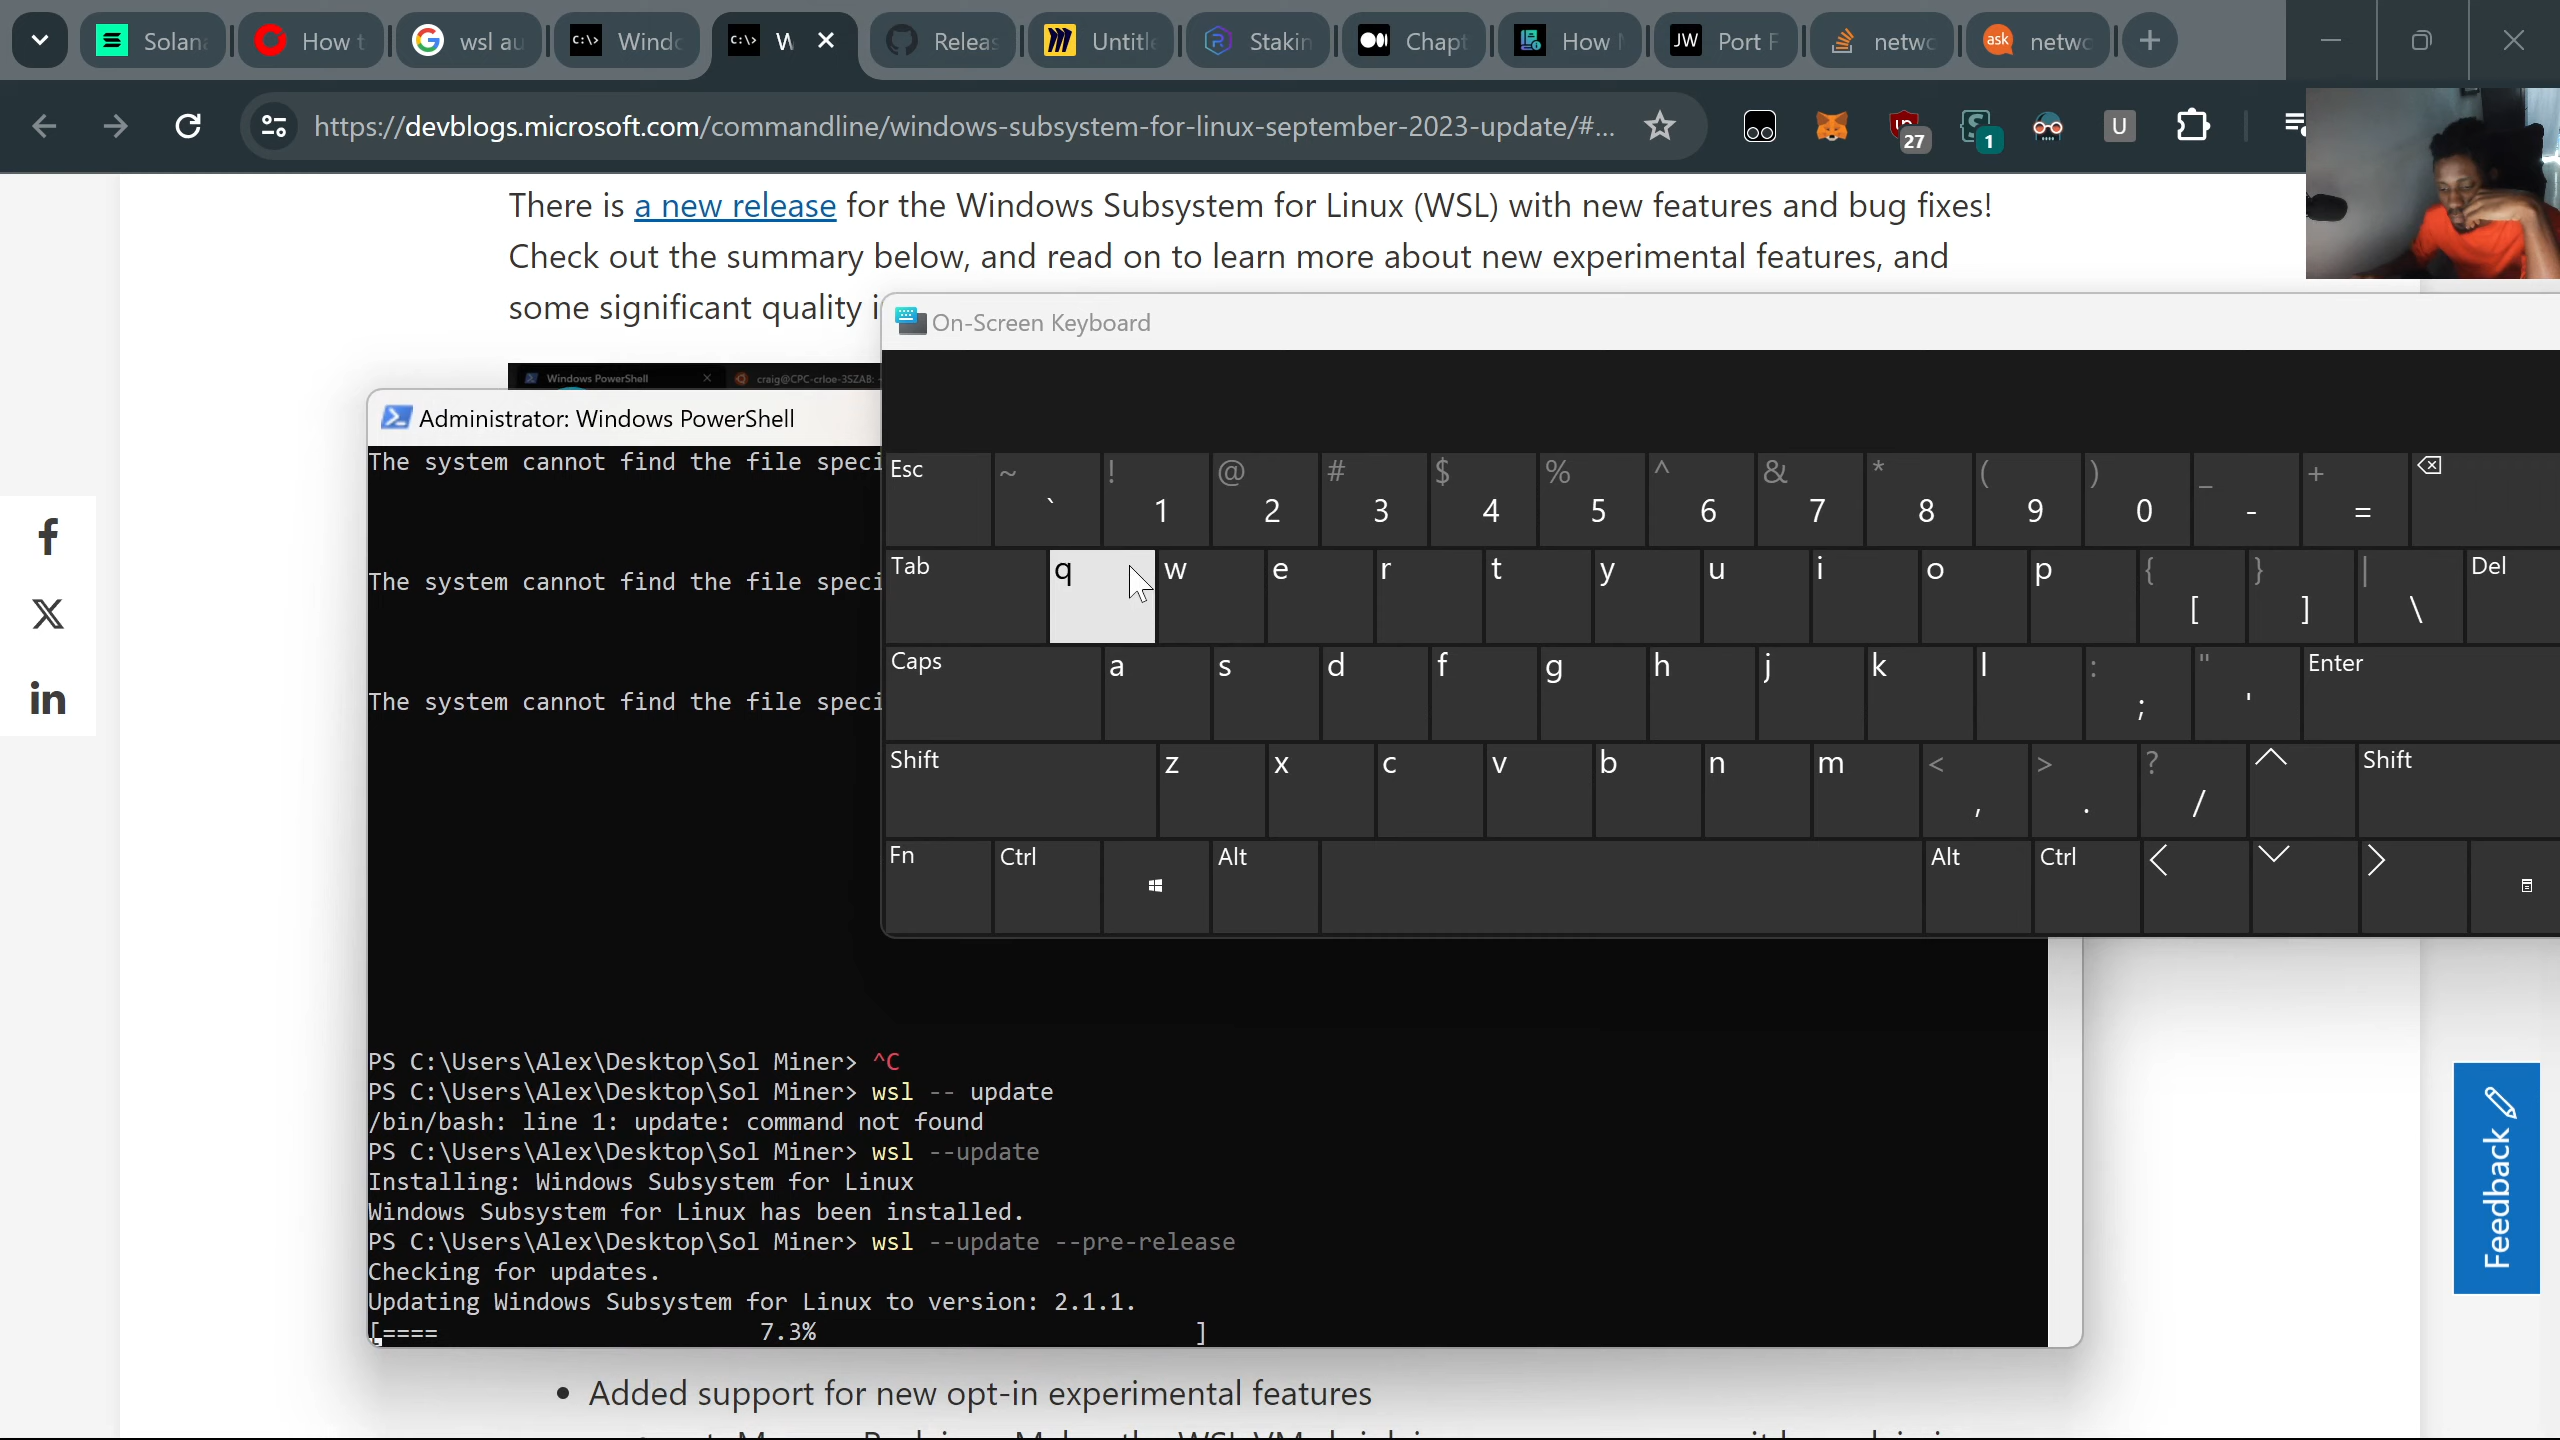 Solan
How t
wsl au
Windo
W
Releas
Untitle
Stakin
Chapt
How
Port F
netwo
ask
netwo
https://devblogs.microsoft.com/commandline/windows-subsystem-for-linux-september-2023-update/#...
27
1
U
There is a new release for the Windows Subsystem for Linux (WSL) with new features and bug fixes!
Check out the summary below, and read on to learn more about new experimental features, and
some significant quality i
On-Screen Keyboard
Windows PowerShell
craig@CPC-crloe-3SZAB:
Administrator: Windows PowerShell
The system cannot find the file speci
The system cannot find the file speci
The system cannot find the file speci
Esc ~ ` ! 1 @ 2 # 3 $ 4 % 5 ^ 6 & 7 * 8 ( 9 ) 0 _ - + =
Tab q w e r t y u i o p { [ } ] | \ Del
Caps a s d f g h j k l : ; " ' Enter
Shift z x c v b n m < , > . ? / Shift
Fn Ctrl Alt Alt Ctrl
PS C:\Users\Alex\Desktop\Sol Miner> ^C
PS C:\Users\Alex\Desktop\Sol Miner> wsl -- update
/bin/bash: line 1: update: command not found
PS C:\Users\Alex\Desktop\Sol Miner> wsl --update
Installing: Windows Subsystem for Linux
Windows Subsystem for Linux has been installed.
PS C:\Users\Alex\Desktop\Sol Miner> wsl --update --pre-release
Checking for updates.
Updating Windows Subsystem for Linux to version: 2.1.1.
[==== 7.3% ]
Feedback
• Added support for new opt-in experimental features